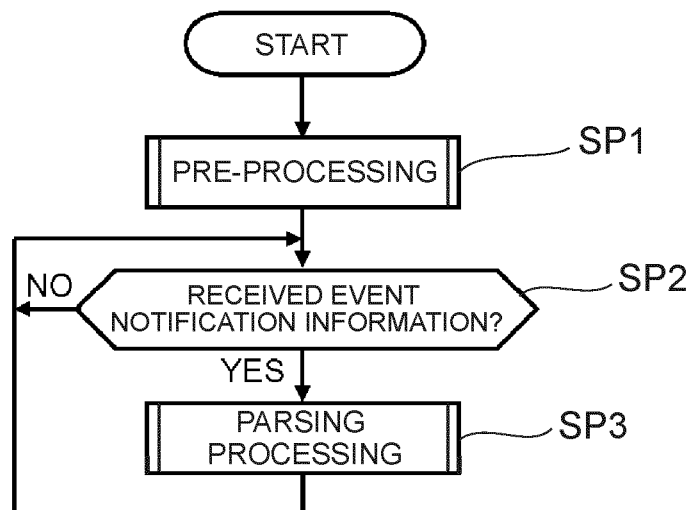 START
PRE-PROCESSING
SP1
RECEIVED EVENT
NOTIFICATION INFORMATION?
SP2
NO
YES
PARSING
PROCESSING
SP3